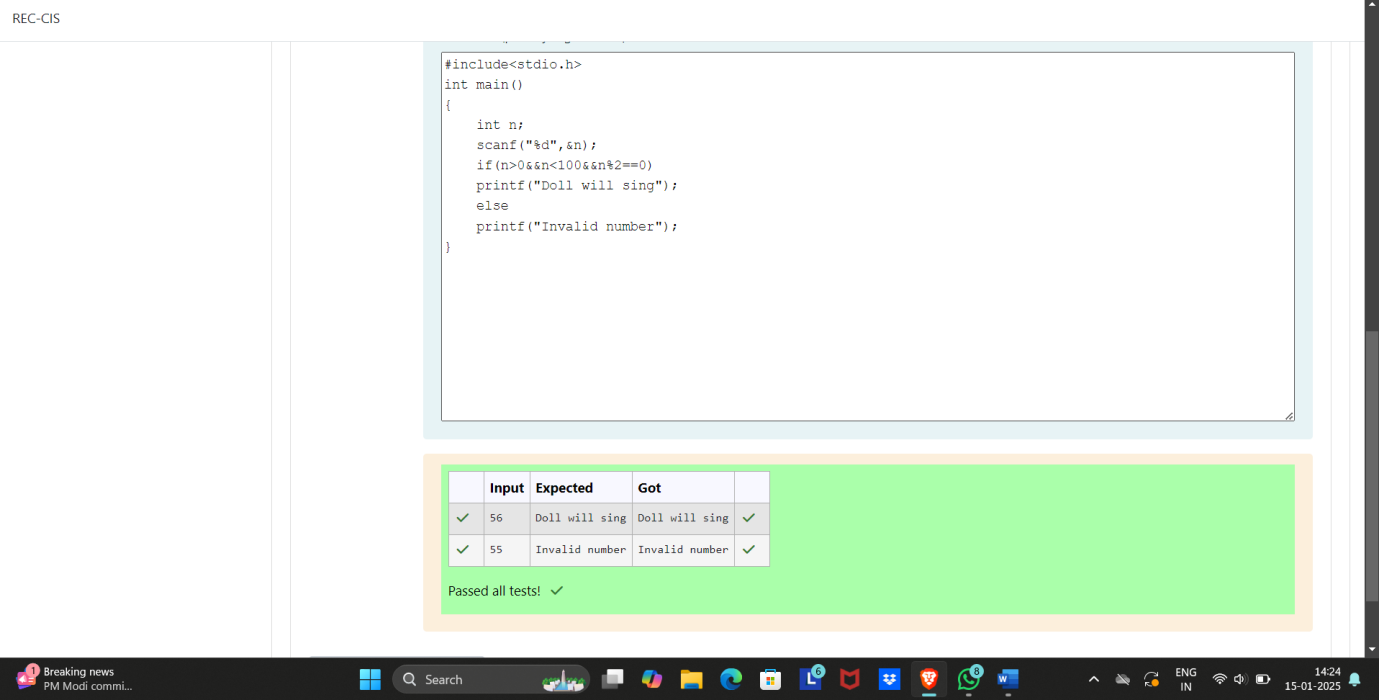 REC-CIS
#include<stdio.h>
int main()
{
    int n;
    scanf("%d",&n);
    if(n>0&&n<100&&n%2==0)
    printf("Doll will sing");
    else
    printf("Invalid number");
}
Input Expected Got
56 Doll will sing Doll will sing
55 Invalid number Invalid number
Passed all tests!
1
Breaking news
PM Modi commi...
Search
L 6
8
W
ENG
IN
14:24
15-01-2025